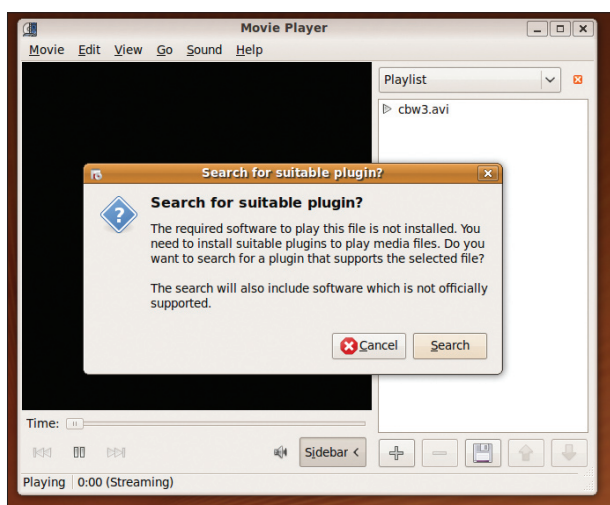 Movie Player
Movie Edit View Go Sound Help
Playlist
cbw3.avi
Search for suitable plugin?
Search for suitable plugin?
The required software to play this file is not installed. You
need to install suitable plugins to play media files. Do you
want to search for a plugin that supports the selected file?
The search will also include software which is not officially
supported.
Cancel Search
Time:
Sidebar <
Playing 0:00 (Streaming)